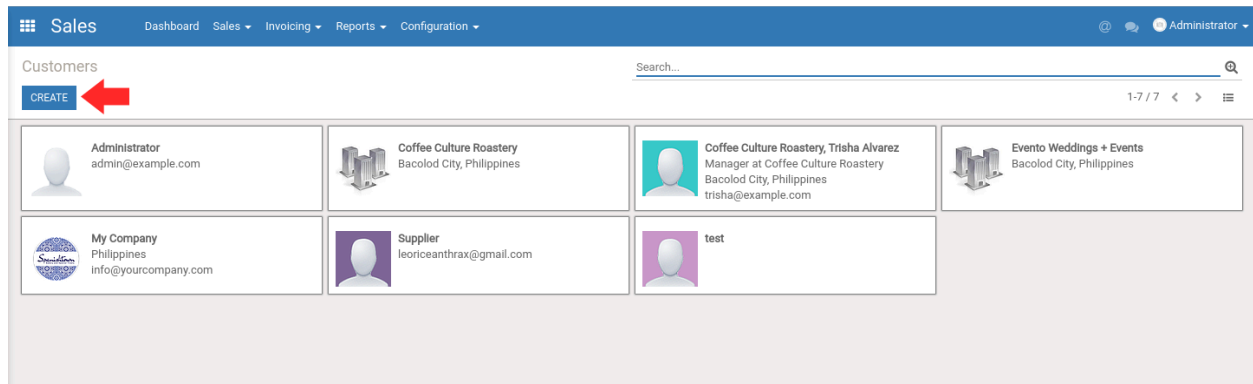 Sales Dashboard Sales Invoicing Reports Configuration @ Administrator
Customers Search...
CREATE 1-7 / 7
Administrator
admin@example.com
Coffee Culture Roastery
Bacolod City, Philippines
Coffee Culture Roastery, Trisha Alvarez
Manager at Coffee Culture Roastery
Bacolod City, Philippines
trisha@example.com
Evento Weddings + Events
Bacolod City, Philippines
My Company
Philippines
info@yourcompany.com
Supplier
leoriceanthrax@gmail.com
test